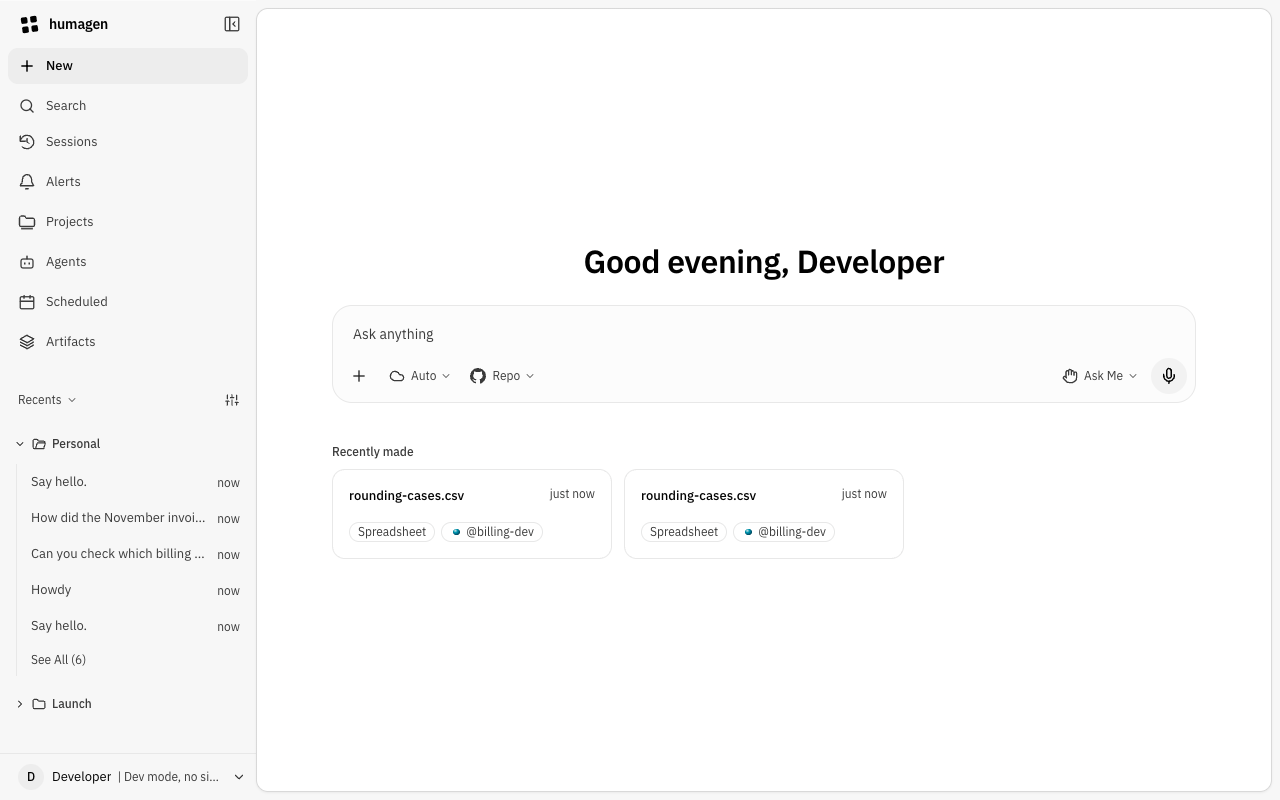 humagen
New
Search
Sessions
Alerts
Projects
Agents
Scheduled
Artifacts
Recents
Personal
Say hello. now
How did the November invoi... now
Can you check which billing ... now
Howdy now
Say hello. now
See All (6)
Launch
D Developer | Dev mode, no si...
Good evening, Developer
Ask anything
Auto Repo Ask Me
Recently made
rounding-cases.csv just now
Spreadsheet @billing-dev
rounding-cases.csv just now
Spreadsheet @billing-dev